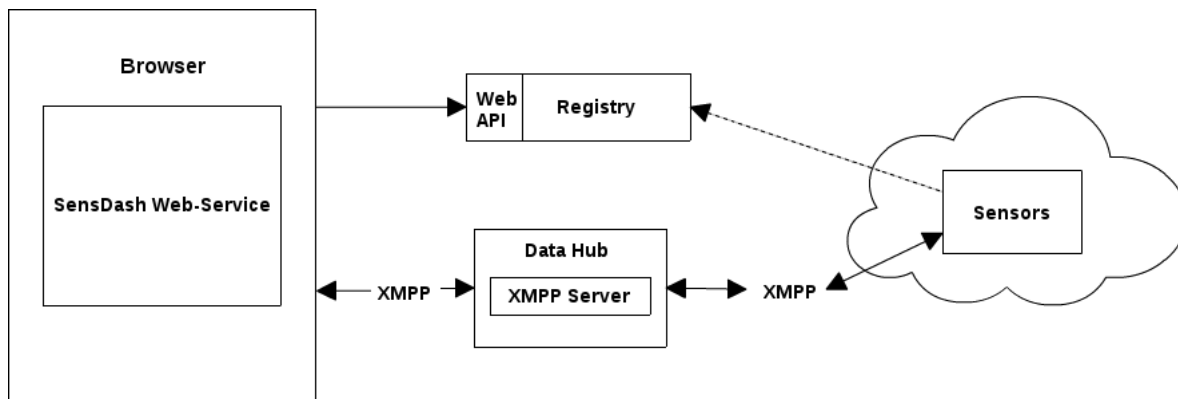 Browser
SensDash Web-Service
Web
API
Registry
Sensors
Data Hub
XMPP Server
XMPP
XMPP